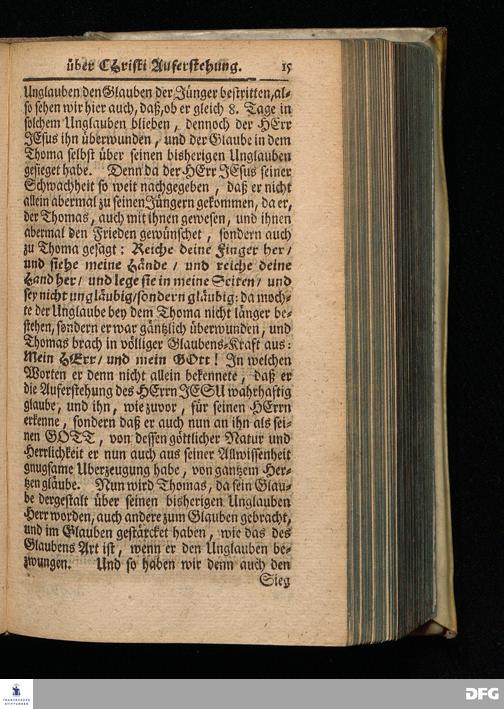 über CHristi Auferstehung. 15
Unglauben den Glauben der Jünger bestritten, al-
so sehen wir hier auch, daß, ob er gleich 8. Tage in
solchem Unglauben blieben, dennoch der HErr
JEsus ihn überwunden, und der Glaube in dem
Thoma selbst über seinen bisherigen Unglauben
gesieget habe. Denn da der HErr JEsus seiner
Schwachheit so weit nachgegeben, daß er nicht
allein abermal zu seinen Jüngern gekommen, da er,
der Thomas, auch mit ihnen gewesen, und ihnen
abermal den Frieden gewünschet, sondern auch
zu Thoma gesagt: Reiche deine Finger her/
und siehe meine Hände/ und reiche deine
Hand her/ und lege sie in meine Seiten/ und
sey nicht ungläubig/sondern gläubig: da moch-
te der Unglaube bey dem Thoma nicht länger be-
stehen, sondern er war gäntzlich überwunden, und
Thomas brach in völliger Glaubens-Kraft aus:
Mein HErr/ und mein GOtt! In welchen
Worten er denn nicht allein bekennete, daß er
die Auferstehung des HErrn JESU wahrhaftig
glaube, und ihn, wie zuvor, für seinen HErrn
erkenne, sondern daß er auch nun an ihn als sei-
nen GOTT, von dessen göttlicher Natur und
Herrlichkeit er nun auch aus seiner Allwissenheit
gnugsame Uberzeugung habe, von gantzem Her-
tzen gläube. Nun wird Thomas, da sein Glau-
be dergestalt über seinen bisherigen Unglauben
Herr worden, auch andere zum Glauben gebracht,
und im Glauben gestärcket haben, wie das des
Glaubens Art ist, wenn er den Unglauben be-
zwungen. Und so haben wir denn auch den
Sieg
FRANCKESCHE
STIFTUNGEN
DFG